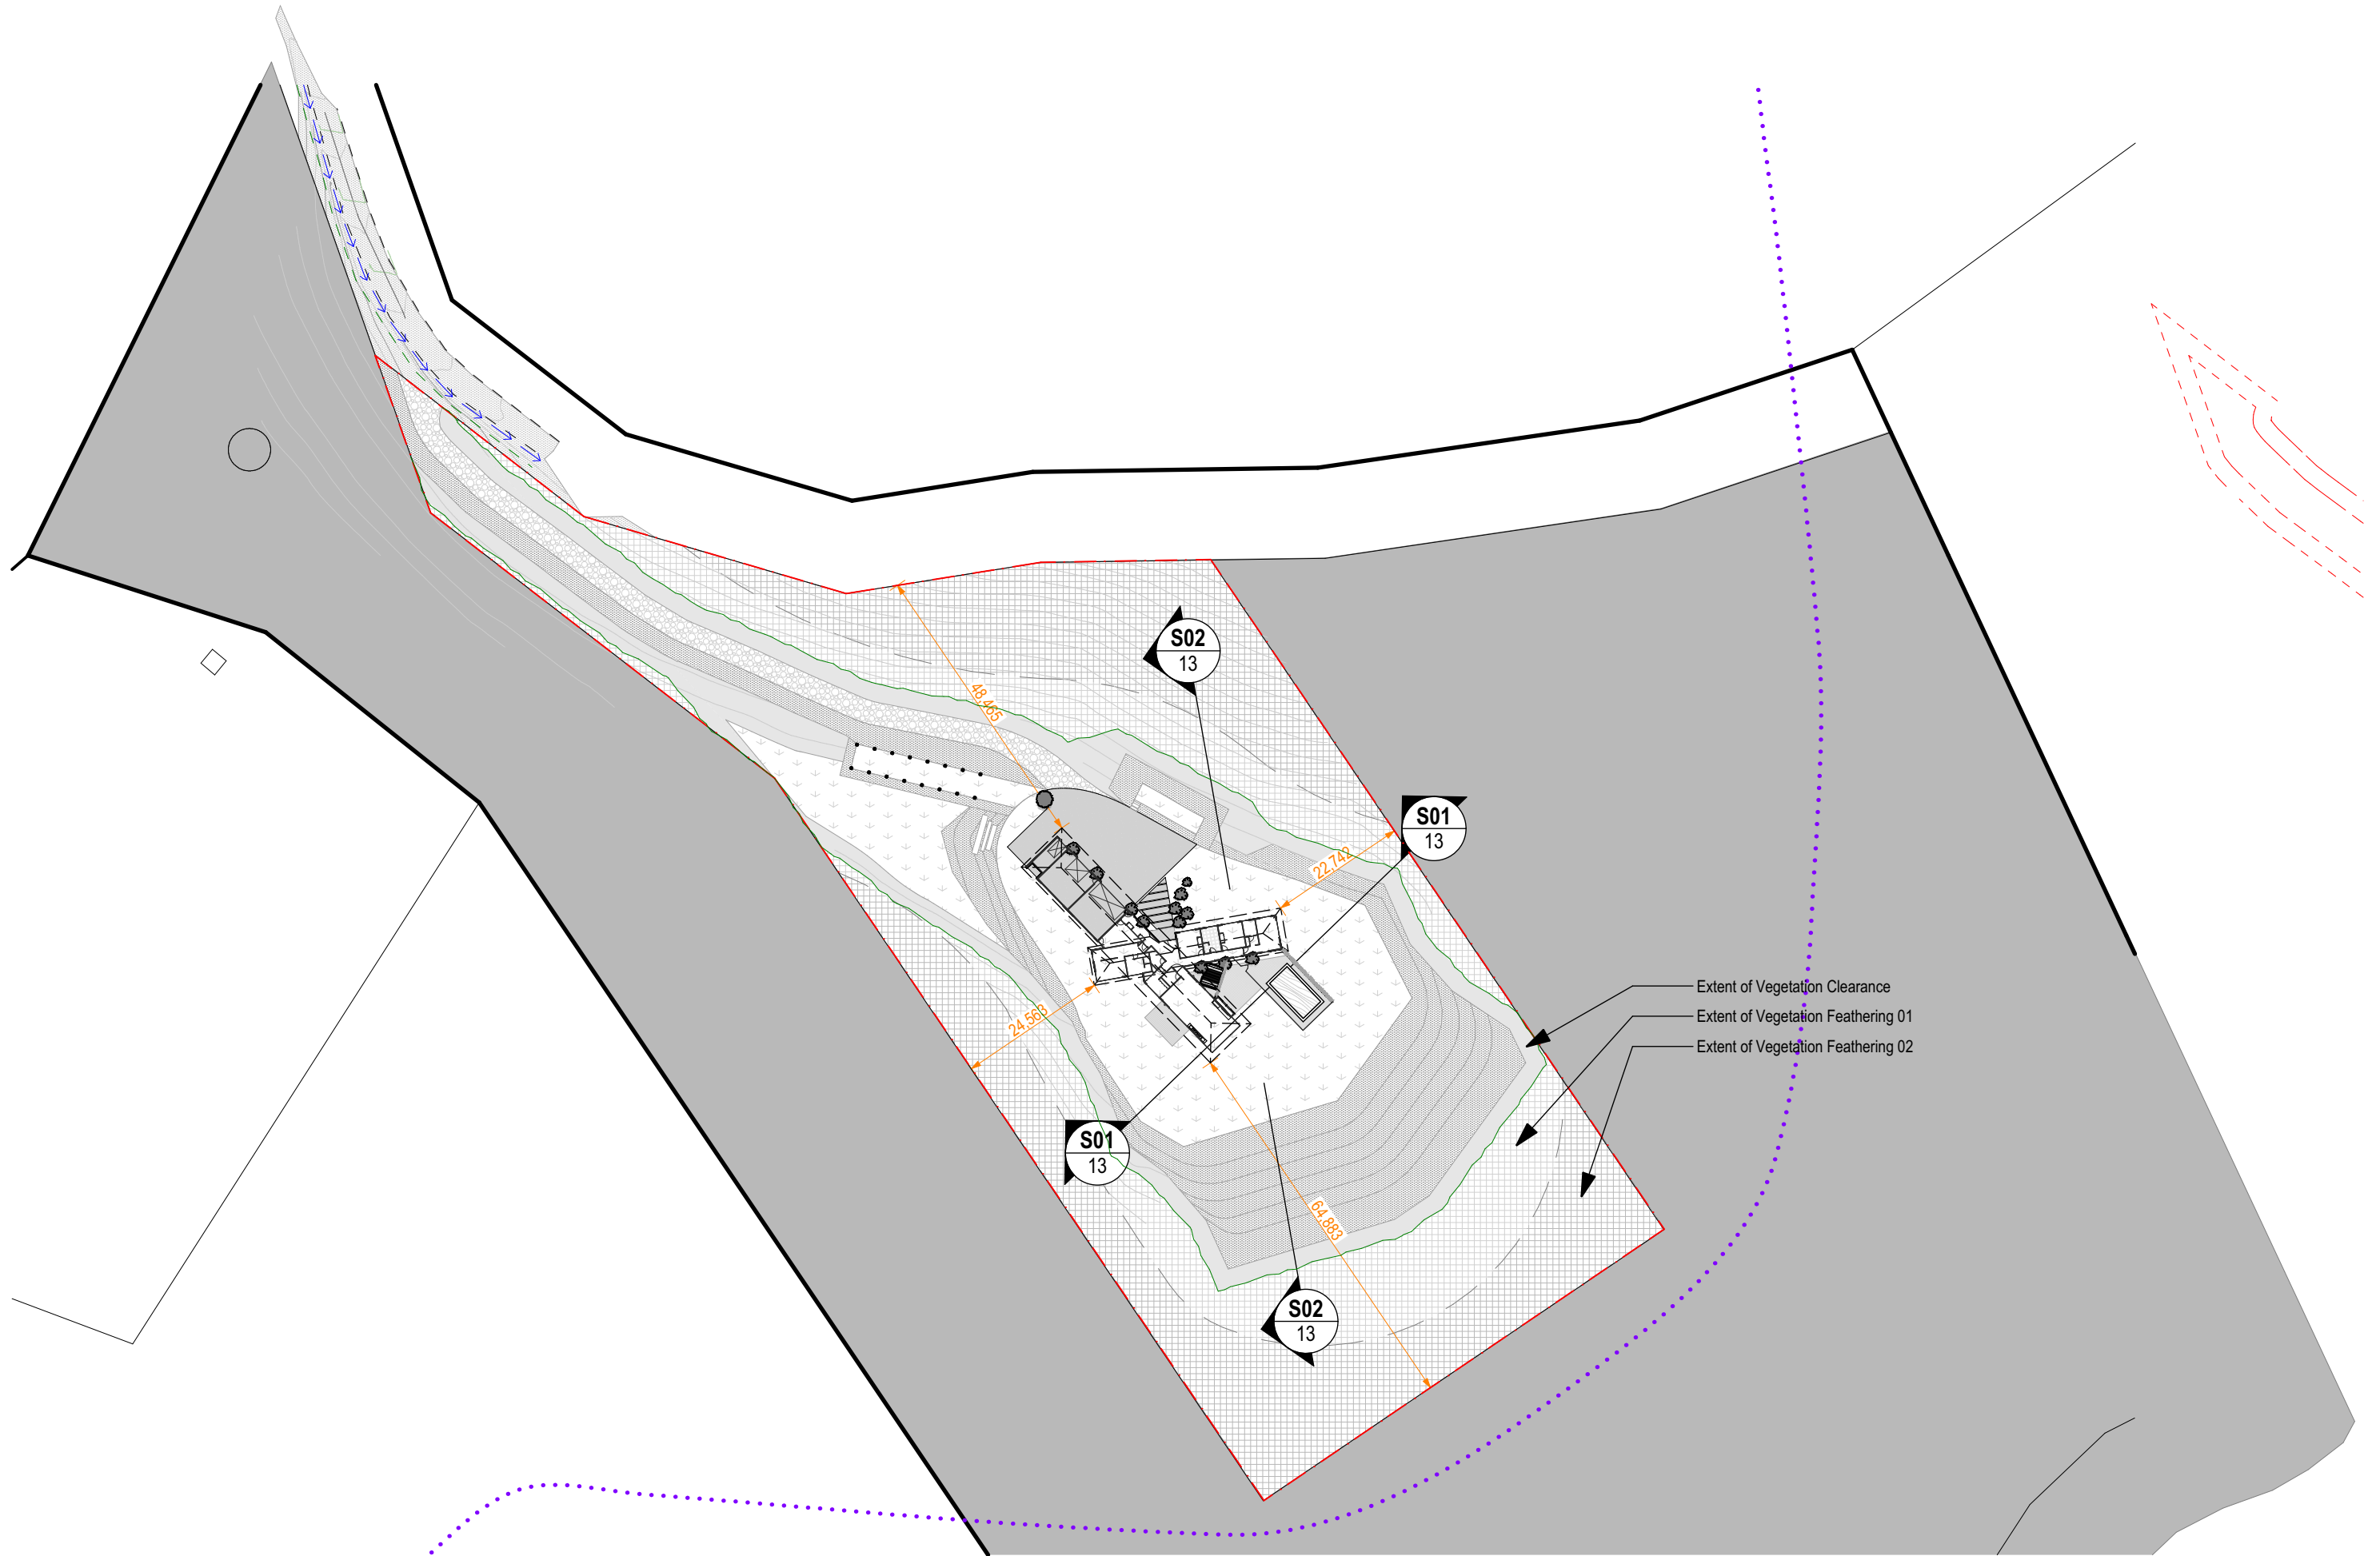 S02
13
48,465
S01
13
22,742
Extent of Vegetation Clearance
Extent of Vegetation Feathering 01
24,563
Extent of Vegetation Feathering 02
S01
13
64,883
S02
13